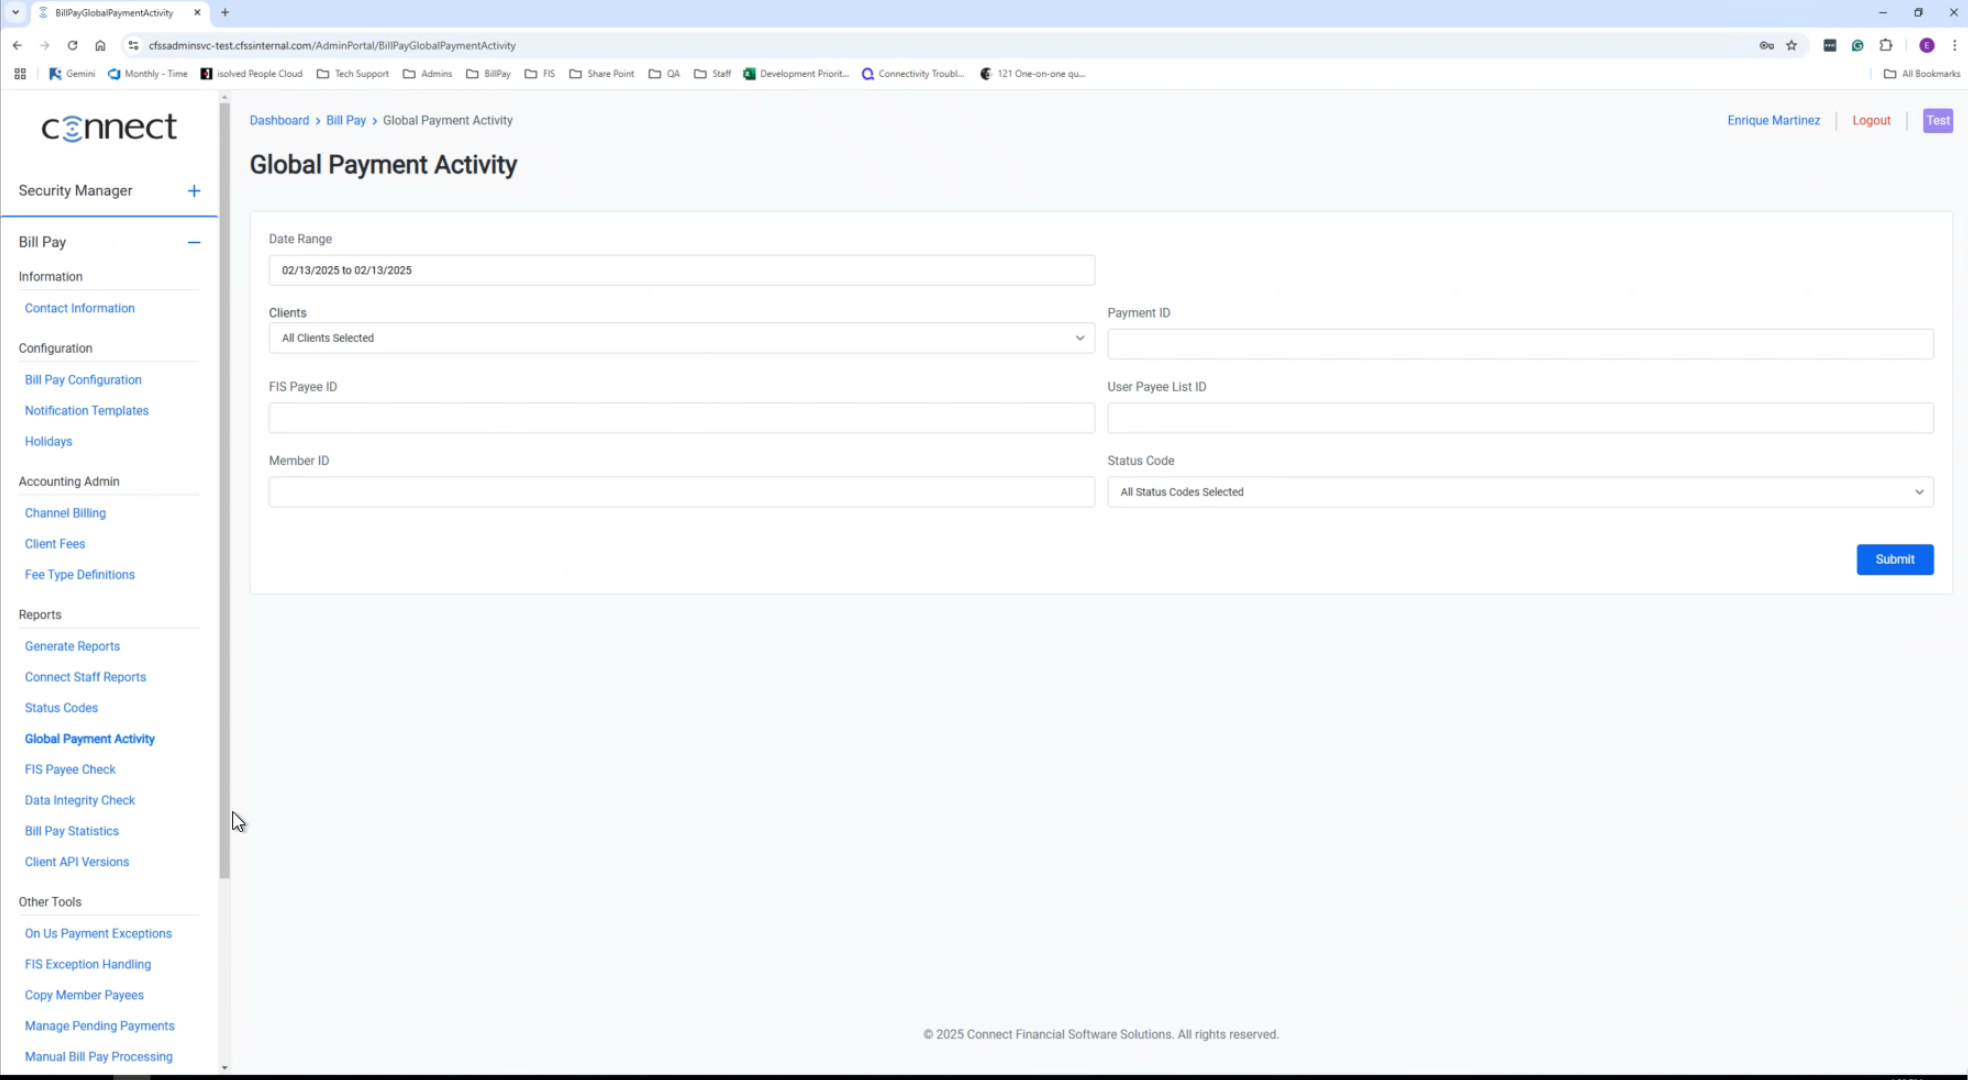 BillPayGlobalPaymentActivity
cfssadminsvc-test.cfssinternal.com/AdminPortal/BillPayGlobalPaymentActivity
E
Gemini
Monthly - Time
isolved People Cloud
Tech Support
Admins
BillPay
FIS
Share Point
QA
Staff
Development Priorit...
Connectivity Troubl...
121 One-on-one qu...
All Bookmarks
connect
Dashboard > Bill Pay > Global Payment Activity
Enrique Martinez
Logout
Test
Global Payment Activity
Security Manager
Bill Pay
Information
Contact Information
Configuration
Bill Pay Configuration
Notification Templates
Holidays
Accounting Admin
Channel Billing
Client Fees
Fee Type Definitions
Reports
Generate Reports
Connect Staff Reports
Status Codes
Global Payment Activity
FIS Payee Check
Data Integrity Check
Bill Pay Statistics
Client API Versions
Other Tools
On Us Payment Exceptions
FIS Exception Handling
Copy Member Payees
Manage Pending Payments
Manual Bill Pay Processing
Date Range
02/13/2025 to 02/13/2025
Clients
All Clients Selected
Payment ID
FIS Payee ID
User Payee List ID
Member ID
Status Code
All Status Codes Selected
Submit
© 2025 Connect Financial Software Solutions. All rights reserved.